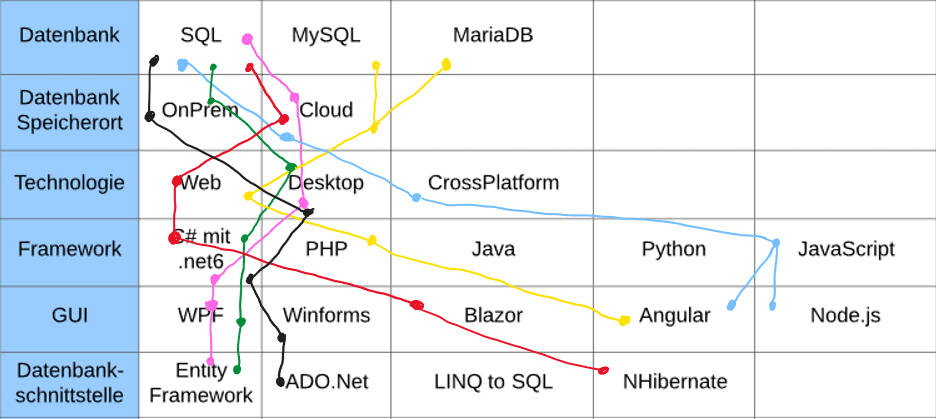 Datenbank SQL MySQL MariaDB
Datenbank
Speicherort OnPrem Cloud
Technologie Web Desktop CrossPlatform
Framework C# mit
.net6 PHP Java Python JavaScript
GUI WPF Winforms Blazor Angular Node.js
Datenbank-
schnittstelle Entity
Framework ADO.Net LINQ to SQL NHibernate